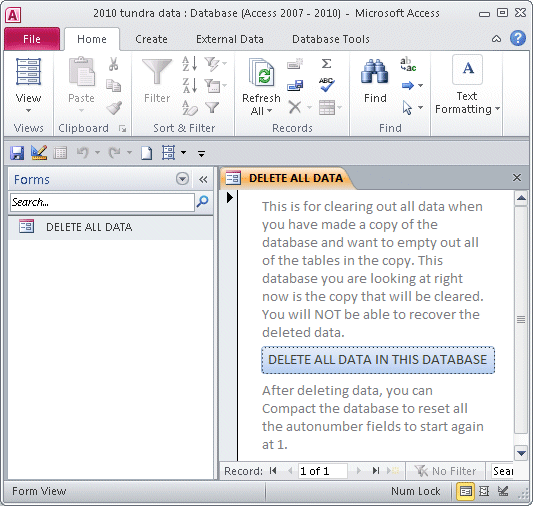 2010 tundra data : Database (Access 2007 - 2010) - Microsoft Access
File Home Create External Data Database Tools
View
Paste
Filter
Refresh
All
ABC
Find
ab
ac
A
Text
Formatting
Views Clipboard Sort & Filter Records Find
Forms
DELETE ALL DATA
Search...
DELETE ALL DATA
This is for clearing out all data when
you have made a copy of the
database and want to empty out all
of the tables in the copy. This
database you are looking at right
now is the copy that will be cleared.
You will NOT be able to recover the
deleted data.
DELETE ALL DATA IN THIS DATABASE
After deleting data, you can
Compact the database to reset all
the autonumber fields to start again
at 1.
Record: 1 of 1 No Filter Sear
Form View Num Lock